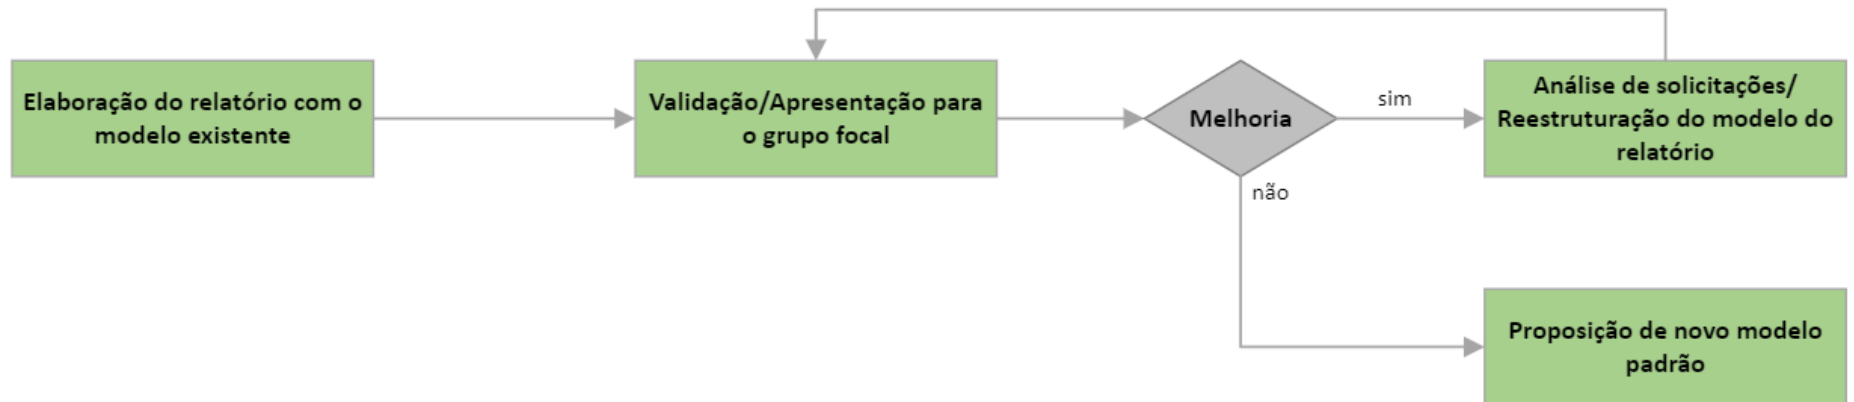 Elaboração do relatório com o
modelo existente
Validação/Apresentação para
o grupo focal
Melhoria
sim
Análise de solicitações/
Reestruturação do modelo do
relatório
não
Proposição de novo modelo
padrão